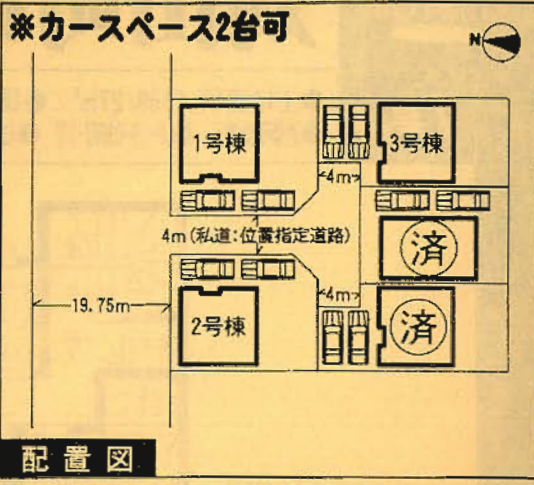 ※カースペース2台可
N
1号棟
3号棟
4m
4m(私道:位置指定道路)
済
19.75m
4m
2号棟
済
配置図